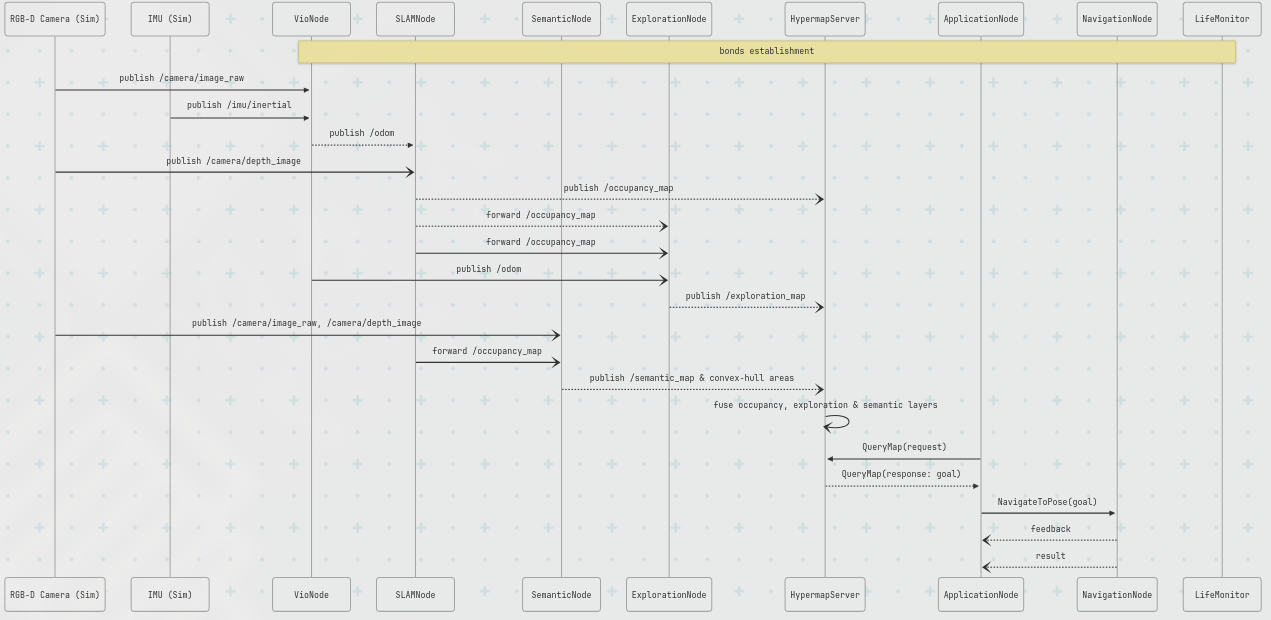 RGB-D Camera (Sim)
IMU (Sim)
VioNode
SLAMNode
SemanticNode
ExplorationNode
HypermapServer
ApplicationNode
NavigationNode
LifeMonitor
bonds establishment
publish /camera/image_raw
publish /imu/inertial
publish /odom
publish /camera/depth_image
publish /occupancy_map
forward /occupancy_map
forward /occupancy_map
publish /odom
publish /exploration_map
publish /camera/image_raw, /camera/depth_image
forward /occupancy_map
publish /semantic_map & convex-hull areas
fuse occupancy, exploration & semantic layers
QueryMap(request)
QueryMap(response: goal)
NavigateToPose(goal)
feedback
result
RGB-D Camera (Sim)
IMU (Sim)
VioNode
SLAMNode
SemanticNode
ExplorationNode
HypermapServer
ApplicationNode
NavigationNode
LifeMonitor